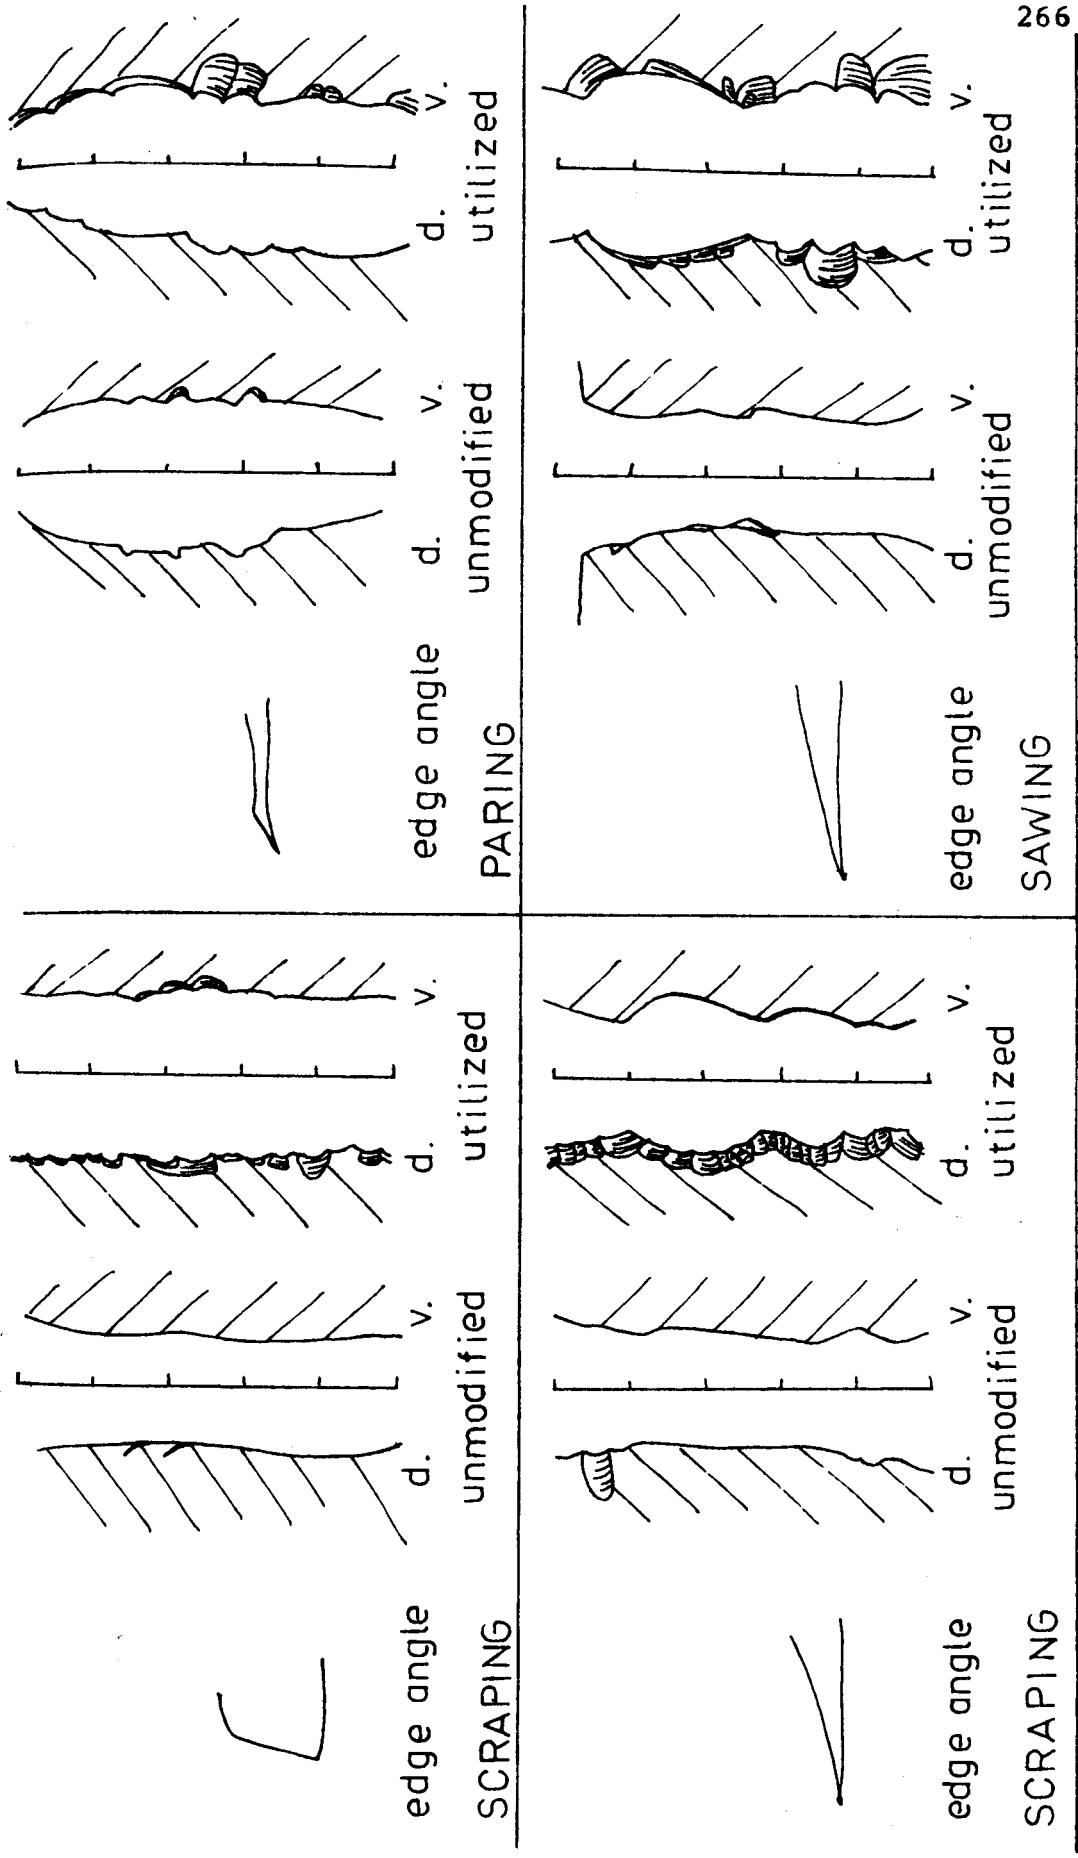 266
d. v. d. v.
edge angle unmodified utilized
SCRAPING
d. v. d. v.
edge angle unmodified utilized
PARING
d. v. d. v.
edge angle unmodified utilized
SCRAPING
d. v. d. v.
edge angle unmodified utilized
SAWING